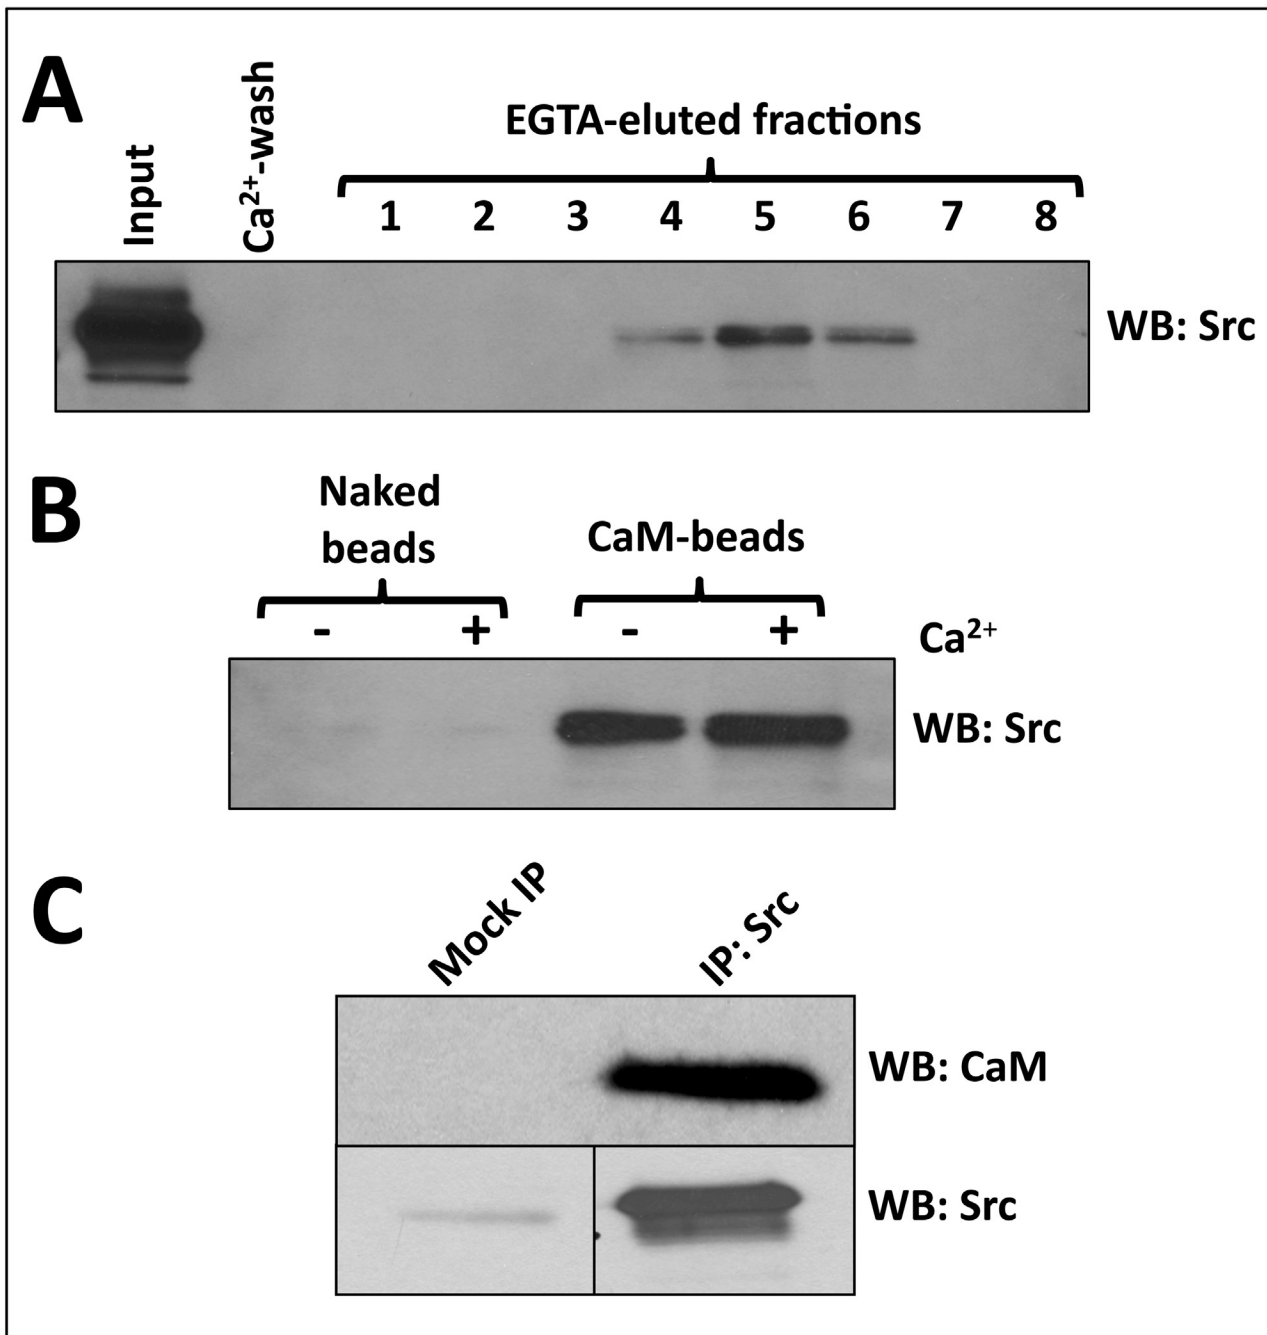 A
Input
Ca²⁺-wash
EGTA-eluted fractions
1 2 3 4 5 6 7 8
WB: Src
B
Naked
beads
CaM-beads
- + - + Ca²⁺
WB: Src
C
Mock IP
IP: Src
WB: CaM
WB: Src